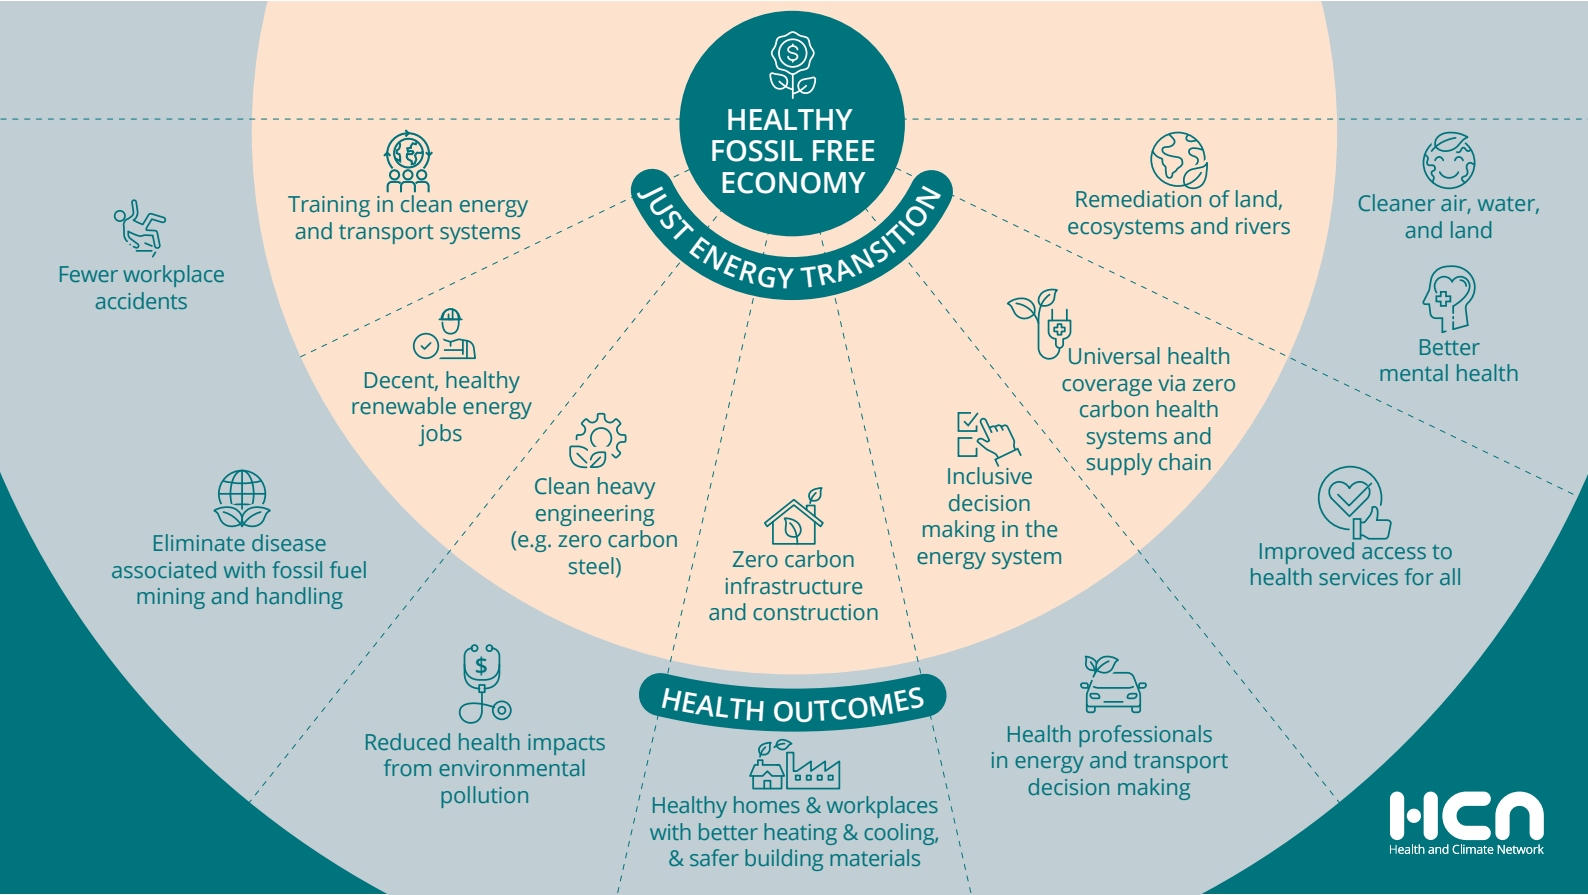 HEALTHY
FOSSIL FREE
ECONOMY
JUST ENERGY TRANSITION
Training in clean energy
and transport systems
Decent, healthy
renewable energy
jobs
Clean heavy
engineering
(e.g. zero carbon
steel)
Zero carbon
infrastructure
and construction
Inclusive
decision
making in the
energy system
Universal health
coverage via zero
carbon health
systems and
supply chain
Remediation of land,
ecosystems and rivers
HEALTH OUTCOMES
Fewer workplace
accidents
Eliminate disease
associated with fossil fuel
mining and handling
Reduced health impacts
from environmental
pollution
Healthy homes & workplaces
with better heating & cooling,
& safer building materials
Health professionals
in energy and transport
decision making
Improved access to
health services for all
Cleaner air, water,
and land
Better
mental health
HCN
Health and Climate Network